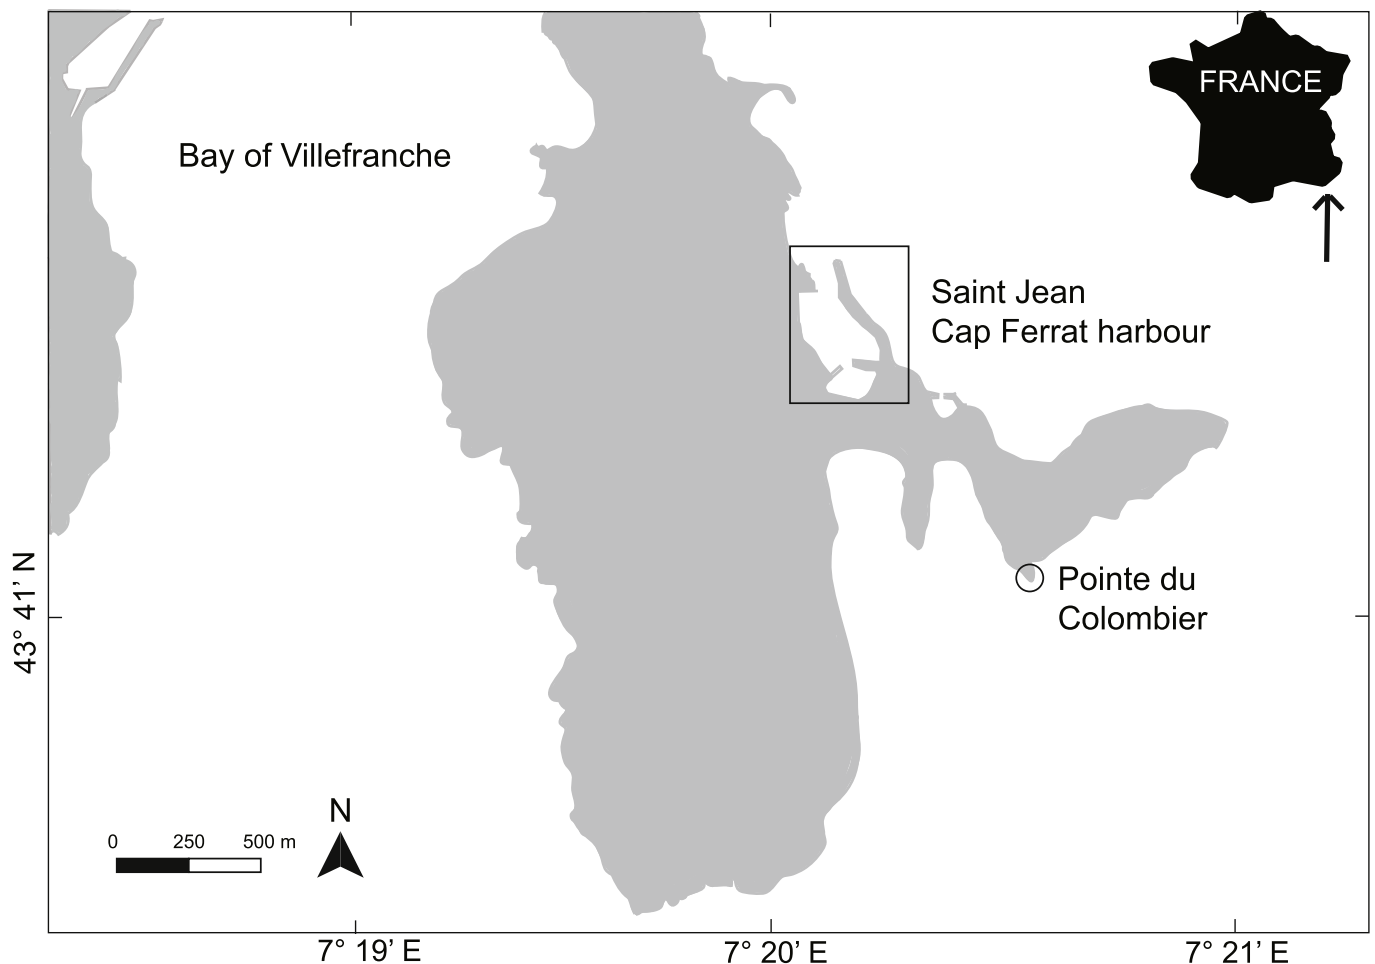 FRANCE
Bay of Villefranche
Saint Jean
Cap Ferrat harbour
Pointe du
Colombier
43° 41’ N
N
0 250 500 m
7° 19’ E 7° 20’ E 7° 21’ E